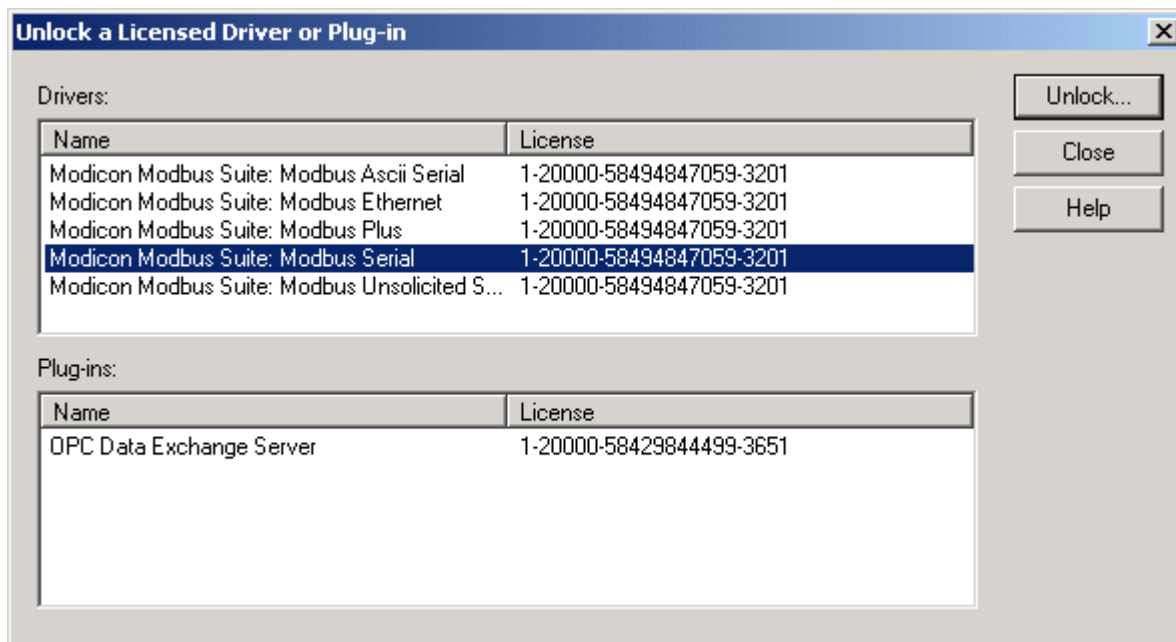 Unlock a Licensed Driver or Plug-in
Drivers:
Unlock...
Name License
Close
Modicon Modbus Suite: Modbus Ascii Serial 1-20000-58494847059-3201
Modicon Modbus Suite: Modbus Ethernet 1-20000-58494847059-3201
Help
Modicon Modbus Suite: Modbus Plus 1-20000-58494847059-3201
Modicon Modbus Suite: Modbus Serial 1-20000-58494847059-3201
Modicon Modbus Suite: Modbus Unsolicited S... 1-20000-58494847059-3201
Plug-ins:
Name License
OPC Data Exchange Server 1-20000-58429844499-3651